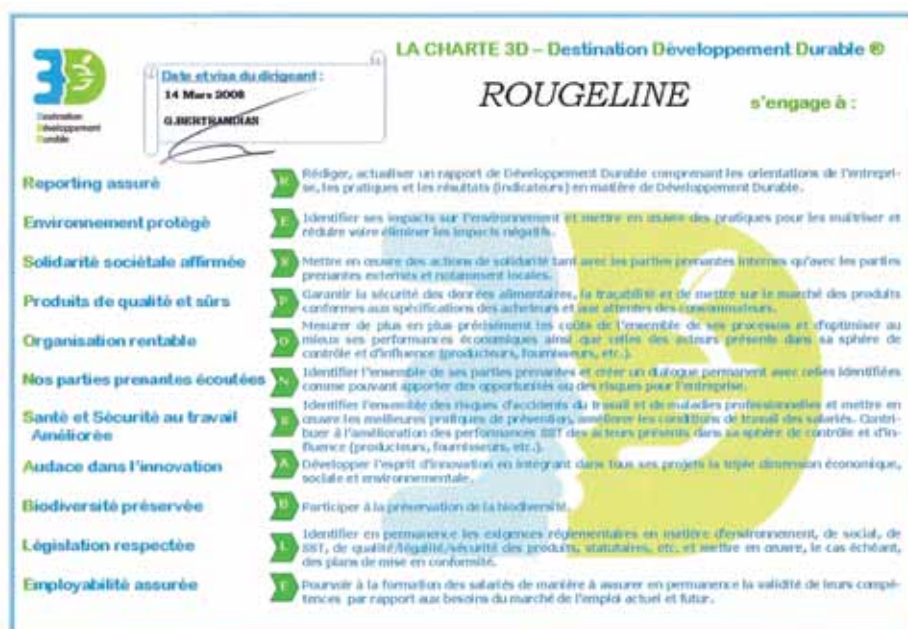 LA CHARTE 3D – Destination Développement Durable ®
3D
Destination
Développement
Durable
Date et visa du dirigeant :
14 Mars 2008
G.BERTRANDIAS
ROUGELINE
s'engage à :
Reporting assuré
R
Rédiger, actualiser un rapport de Développement Durable comprenant les orientations de l'entrepri-
se, les pratiques et les résultats (indicateurs) en matière de Développement Durable.
Environnement protégé
E
Identifier ses impacts sur l'environnement et mettre en œuvre des pratiques pour les maîtriser et
réduire voire éliminer les impacts négatifs.
Solidarité sociétale affirmée
S
Mettre en œuvre des actions de solidarité tant avec les parties prenantes internes qu'avec les parties
prenantes externes et notamment locales.
Produits de qualité et sûrs
P
Garantir la sécurité des denrées alimentaires, la traçabilité et de mettre sur le marché des produits
conformes aux spécifications des acheteurs et aux attentes des consommateurs.
Organisation rentable
O
Mesurer de plus en plus précisément les coûts de l'ensemble de ses processus et d'optimiser au
mieux ses performances économiques ainsi que celles des acteurs présents dans sa sphère de
contrôle et d'influence (producteurs, fournisseurs, etc.).
Nos parties prenantes écoutées
N
Identifier l'ensemble de ses parties prenantes et créer un dialogue permanent avec celles identifiées
comme pouvant apporter des opportunités ou des risques pour l'entreprise.
Santé et Sécurité au travail
Améliorée
S
Identifier l'ensemble des risques d'accidents du travail et de maladies professionnelles et mettre en
œuvre les meilleures pratiques de prévention, améliorer les conditions de travail des salariés. Contri-
buer à l'amélioration des performances SST des acteurs présents dans sa sphère de contrôle et d'in-
fluence (producteurs, fournisseurs, etc.).
Audace dans l'innovation
A
Développer l'esprit d'innovation en intégrant dans tous ses projets la triple dimension économique,
sociale et environnementale.
Biodiversité préservée
B
Participer à la préservation de la biodiversité.
Législation respectée
L
Identifier en permanence les exigences réglementaires en matière d'environnement, de social, de
SST, de qualité/légalité/sécurité des produits, statutaires, etc. et mettre en œuvre, le cas échéant,
des plans de mise en conformité.
Employabilité assurée
E
Pourvoir à la formation des salariés de manière à assurer en permanence la validité de leurs compé-
tences par rapport aux besoins du marché de l'emploi actuel et futur.